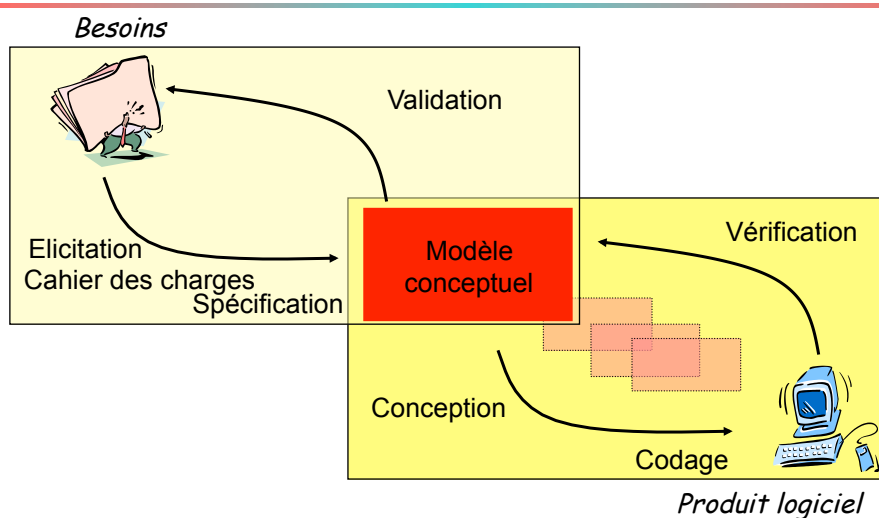 Besoins
Validation
Elicitation
Cahier des charges
Spécification
Modèle
conceptuel
Vérification
Conception
Codage
Produit logiciel